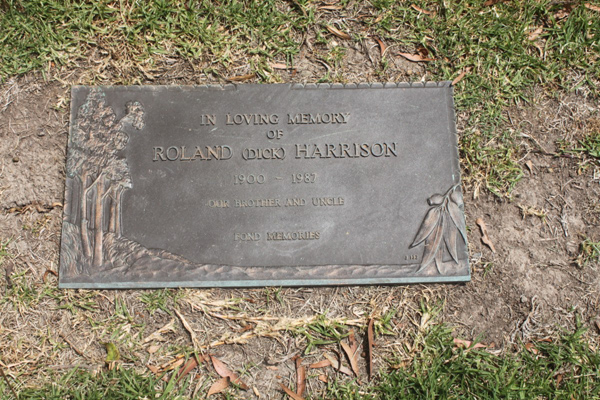 IN LOVING MEMORY
OF
ROLAND (DICK) HARRISON
1900 ~ 1987
OUR BROTHER AND UNCLE
FOND MEMORIES